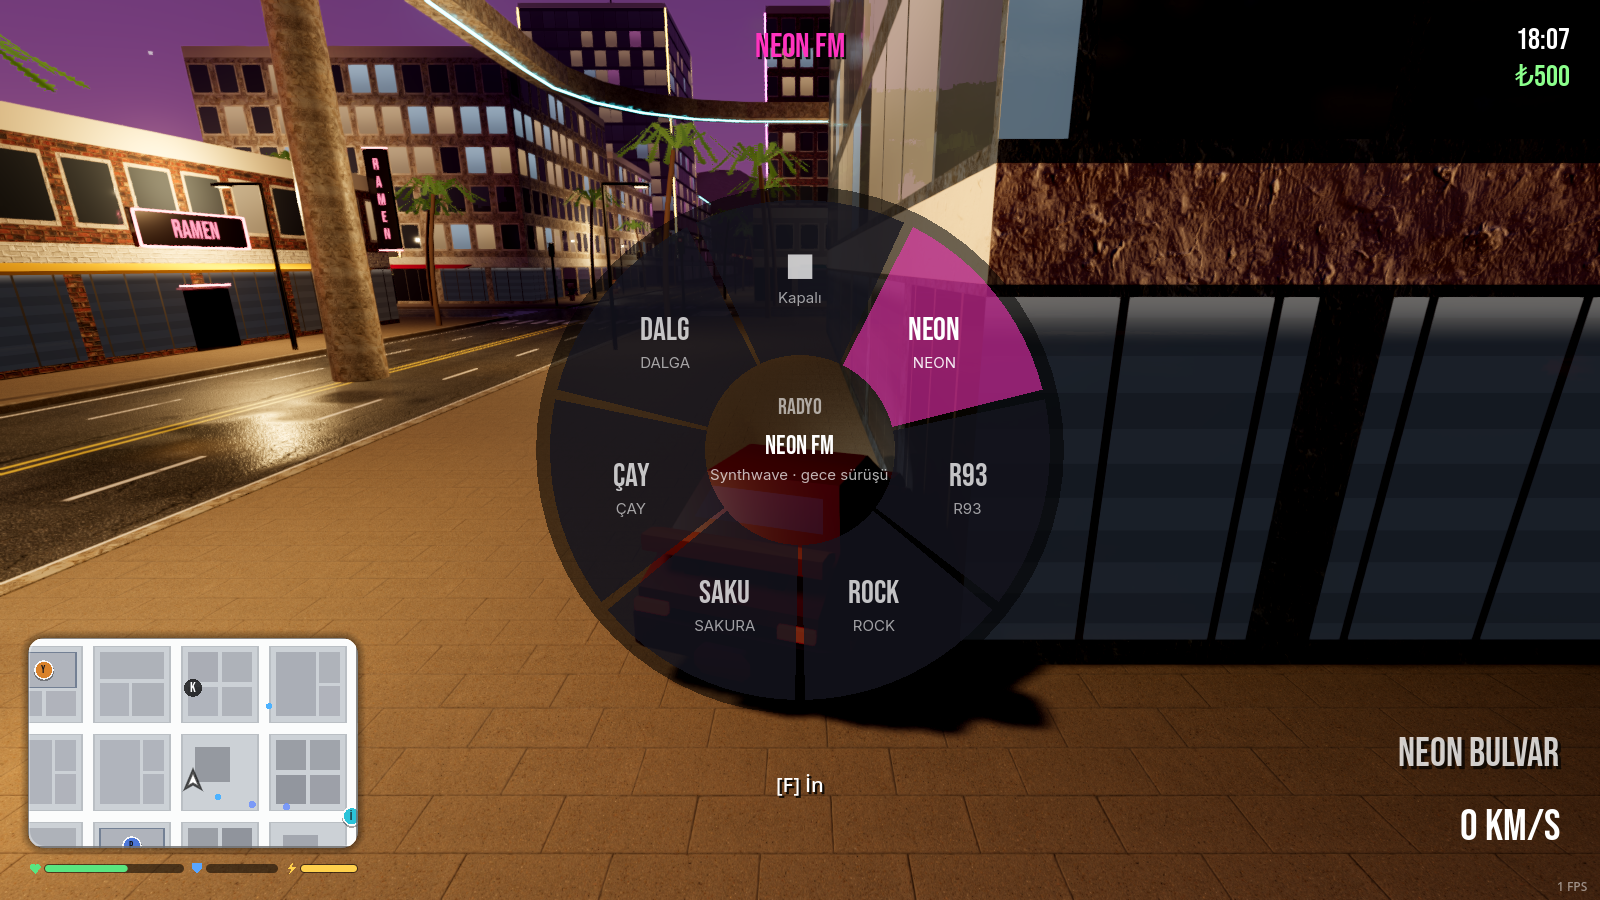 NEON FM
18:07
₺500
RAMEN
RAMEN
Kapalı
DALG
DALGA
NEON
NEON
RADYO
NEON FM
Synthwave · gece sürüşü
ÇAY
ÇAY
R93
R93
SAKU
SAKURA
ROCK
ROCK
Y
K
[F] İn
NEON BULVAR
0 KM/S
1 FPS